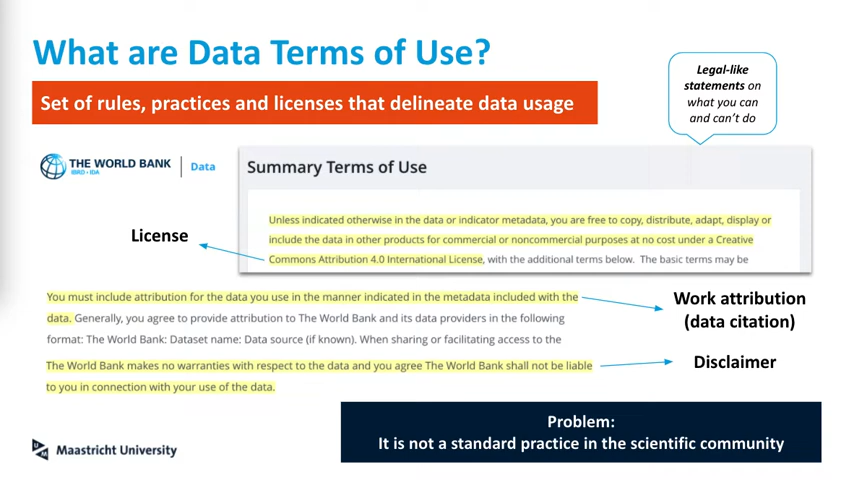 What are Data Terms of Use?
Set of rules, practices and licenses that delineate data usage
Legal-like
statements on
what you can
and can't do
THE WORLD BANK
IBRD • IDA
Data
Summary Terms of Use
Unless indicated otherwise in the data or indicator metadata, you are free to copy, distribute, adapt, display or
include the data in other products for commercial or noncommercial purposes at no cost under a Creative
Commons Attribution 4.0 International License, with the additional terms below. The basic terms may be
License
You must include attribution for the data you use in the manner indicated in the metadata included with the
data. Generally, you agree to provide attribution to The World Bank and its data providers in the following
format: The World Bank: Dataset name: Data source (if known). When sharing or facilitating access to the
Work attribution
(data citation)
The World Bank makes no warranties with respect to the data and you agree The World Bank shall not be liable
to you in connection with your use of the data.
Disclaimer
Problem:
It is not a standard practice in the scientific community
Maastricht University